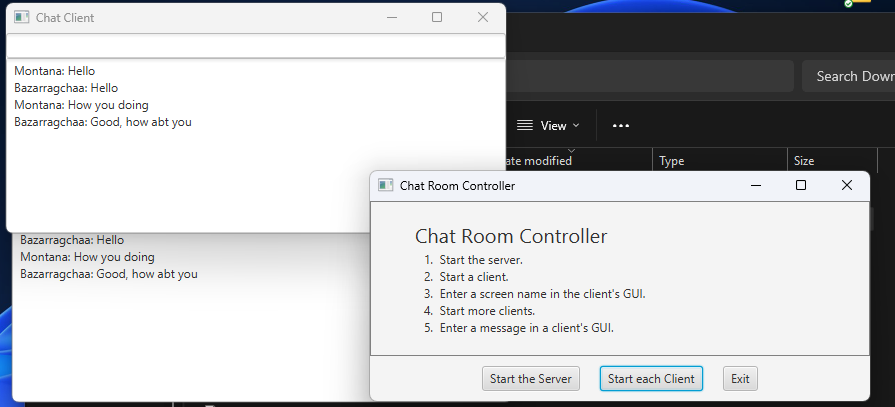 Chat Client
Montana: Hello
Bazarragchaa: Hello
Montana: How you doing
Bazarragchaa: Good, how abt you
Bazarragchaa: Hello
Montana: How you doing
Bazarragchaa: Good, how abt you
Search Down
View
ate modified
Type
Size
Chat Room Controller
Chat Room Controller
1. Start the server.
2. Start a client.
3. Enter a screen name in the client's GUI.
4. Start more clients.
5. Enter a message in a client's GUI.
Start the Server
Start each Client
Exit